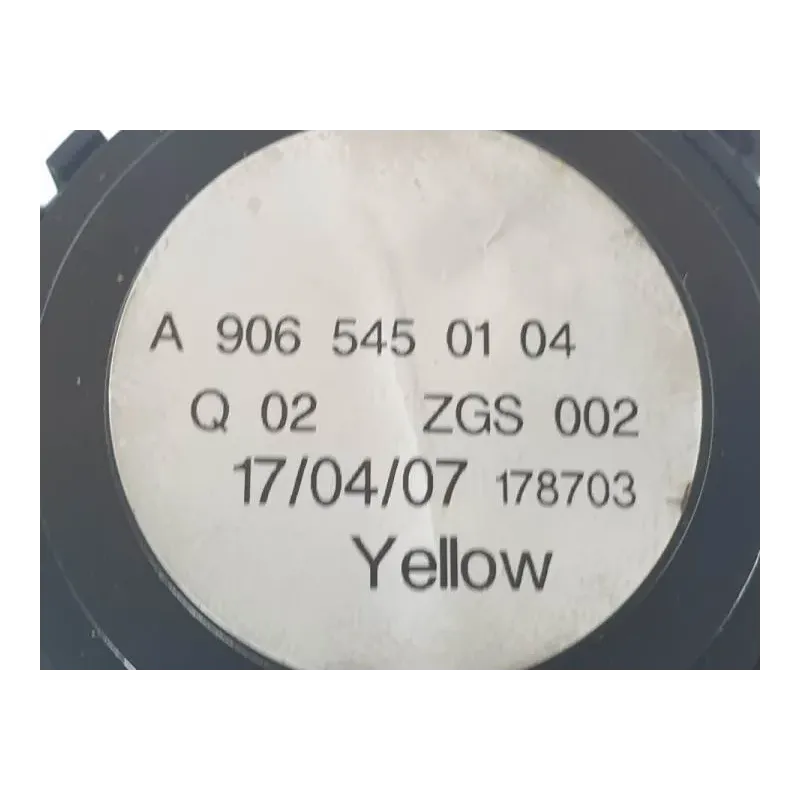 A 906 545 01 04
Q 02 ZGS 002
17/04/07 178703
Yellow